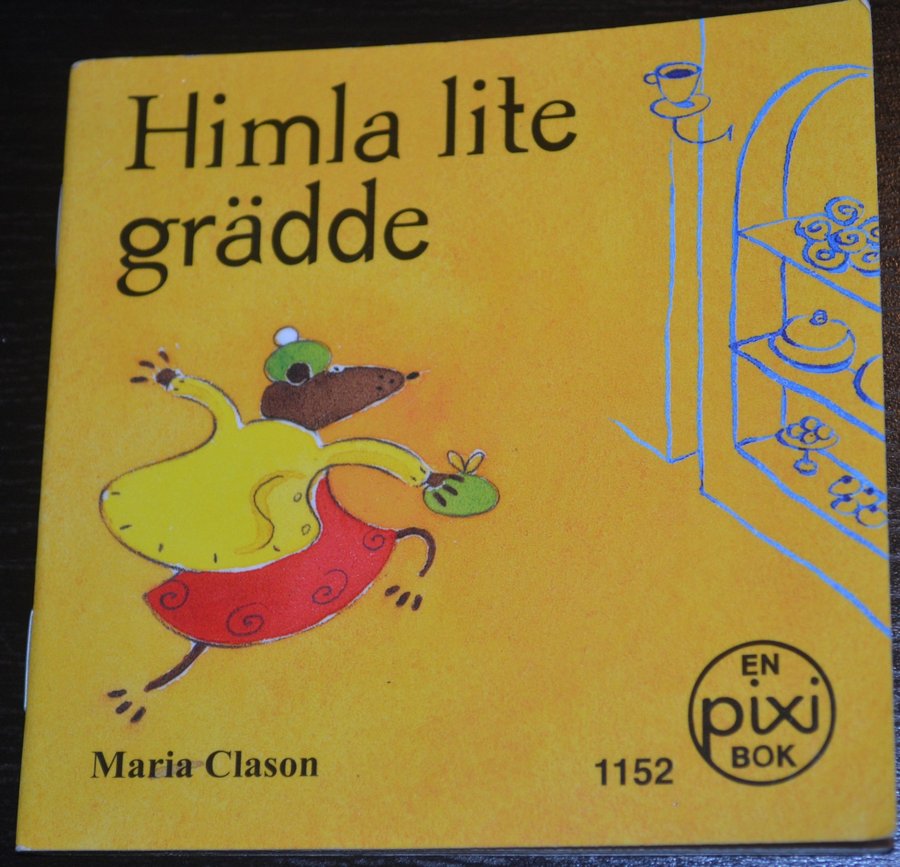 Himla lite
grädde
Maria Clason
1152
EN
pixi
BOK